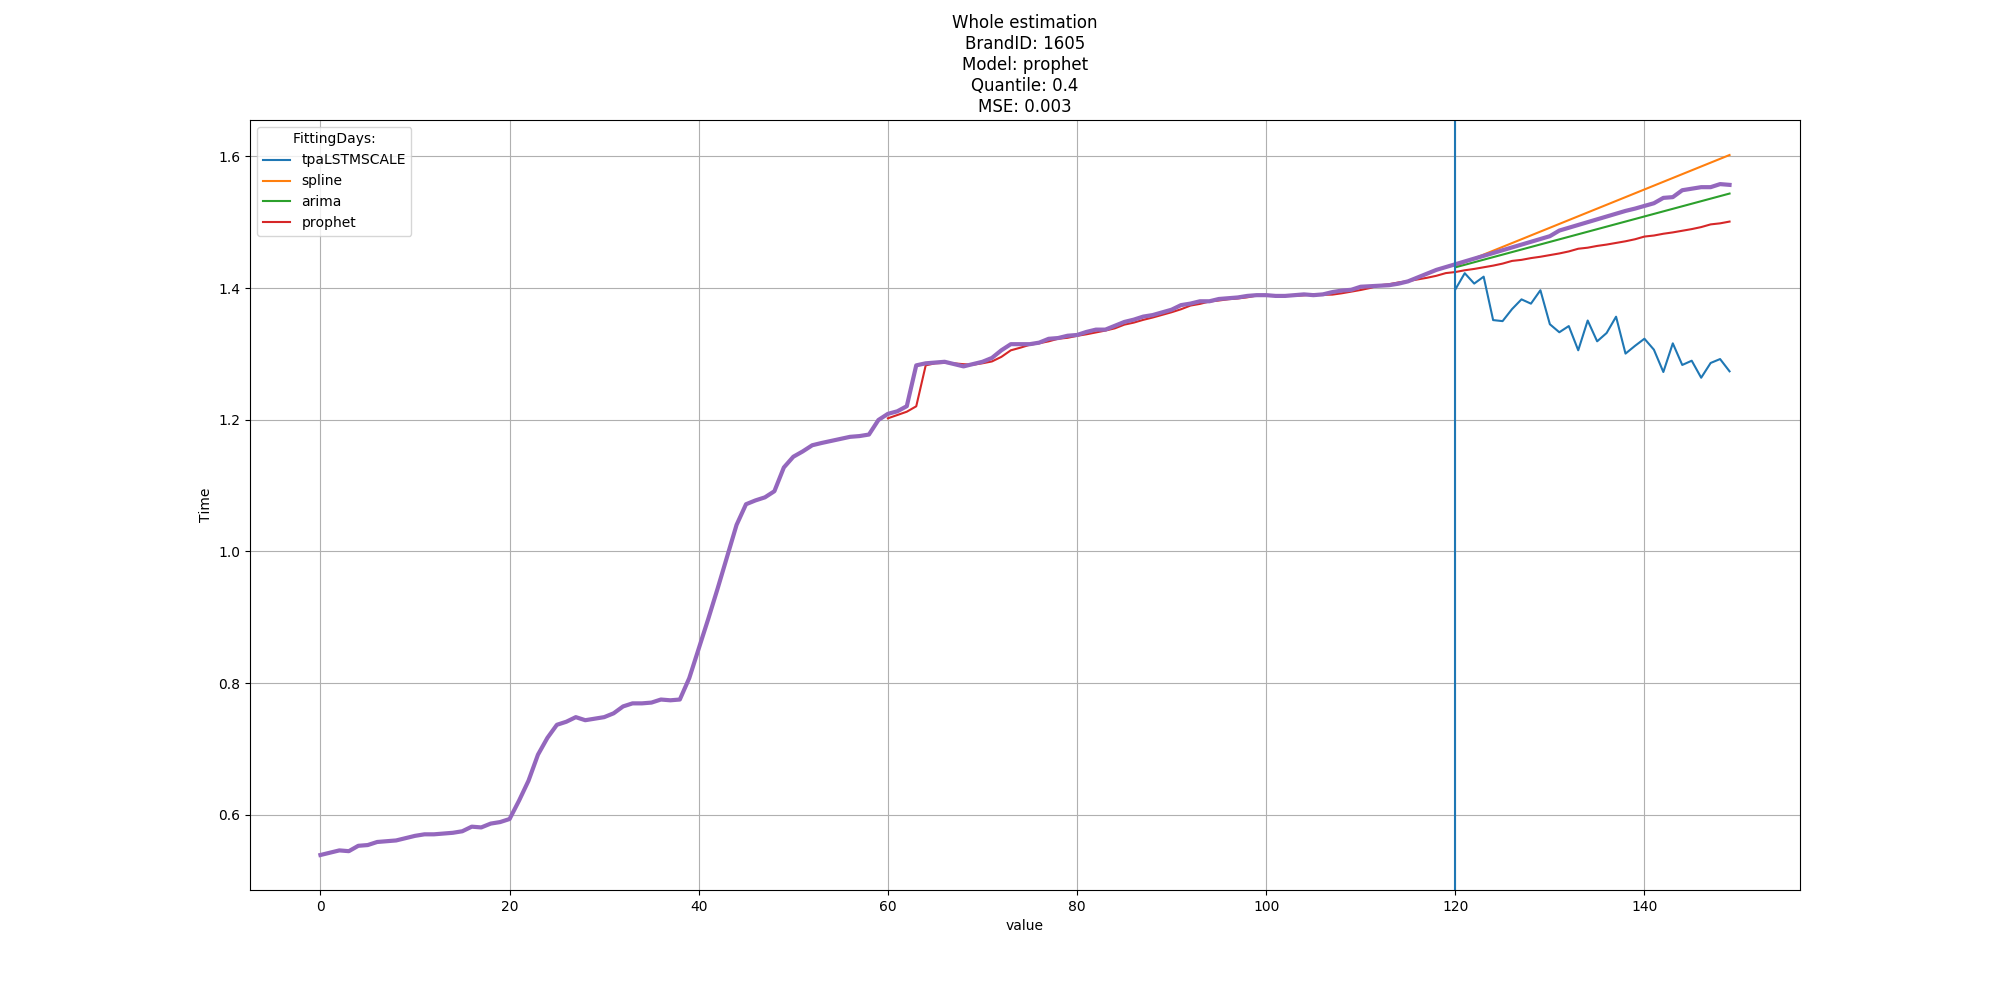 Whole estimation
BrandID: 1605
Model: prophet
Quantile: 0.4
MSE: 0.003
FittingDays:
tpaLSTMSCALE
spline
arima
prophet
1.6
1.4
1.2
1.0
0.8
0.6
Time
0 20 40 60 80 100 120 140
value